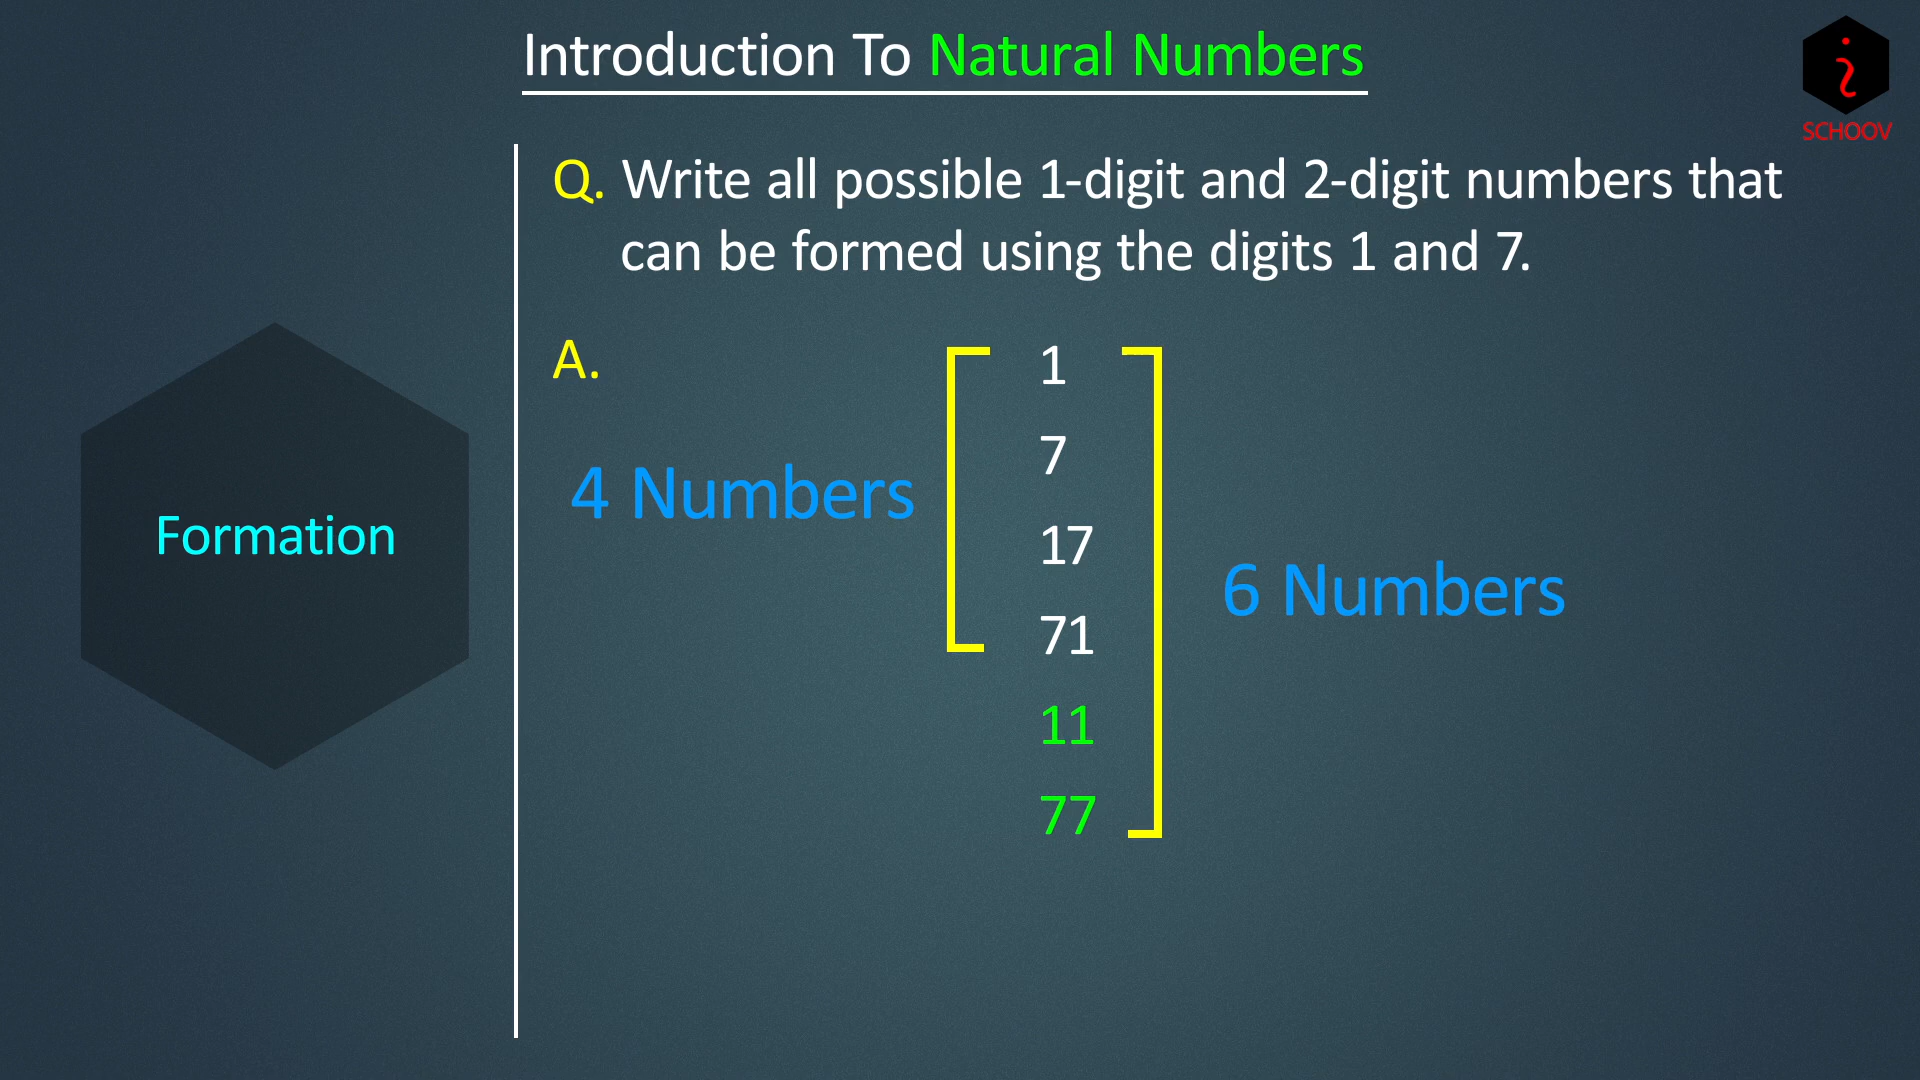 Introduction To Natural Numbers
SCHOOV
Q. Write all possible 1-digit and 2-digit numbers that
can be formed using the digits 1 and 7.
A.
1
7
17
71
11
77
4 Numbers
6 Numbers
Formation